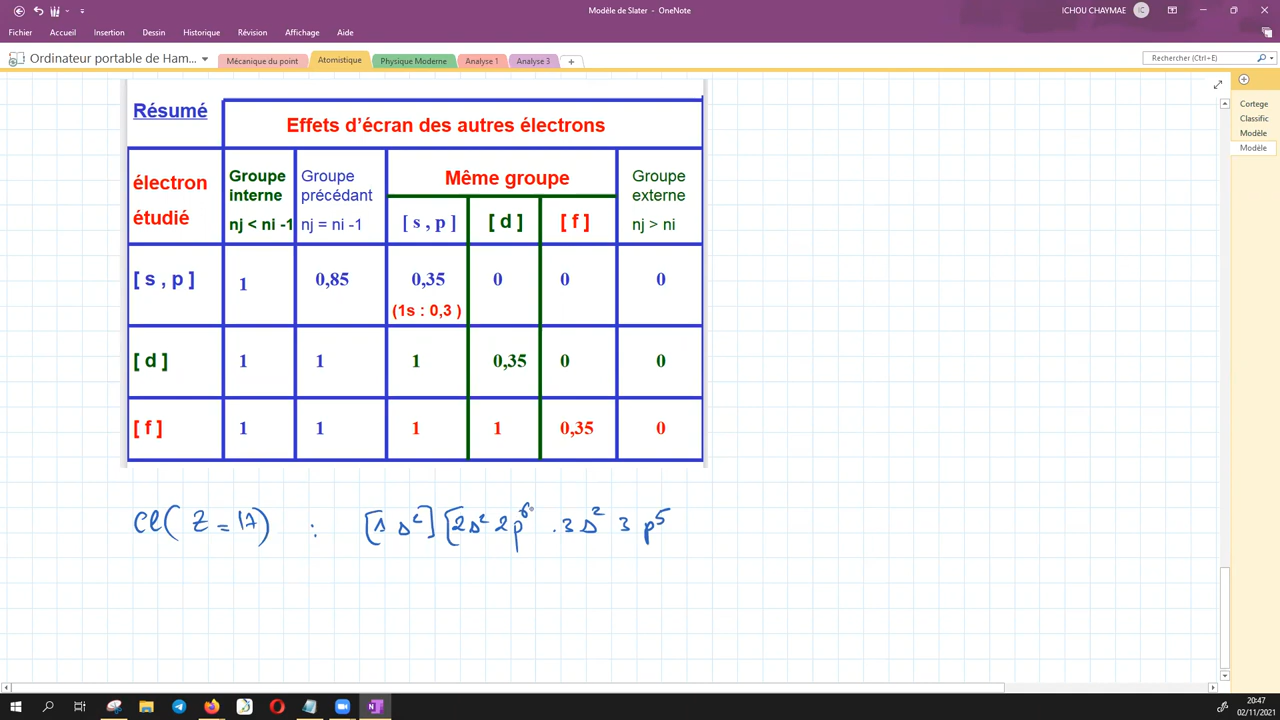 Modèle de Slater - OneNote
ICHOU CHAYMAE
IC
Fichier Accueil Insertion Dessin Historique Révision Affichage Aide
Ordinateur portable de Ham...
Mécanique du point
Atomistique
Physique Moderne
Analyse 1
Analyse 3
Rechercher (Ctrl+E)
Cortege
Classific
Modèle
Modèle
Résumé
Effets d’écran des autres électrons
électron étudié
Groupe interne
nj < ni -1
Groupe précédant
nj = ni -1
Même groupe
[ s , p ] [ d ] [ f ]
Groupe externe
nj > ni
[ s , p ] 1 0,85 0,35 0 0 0
(1s : 0,3 )
[ d ] 1 1 1 0,35 0 0
[ f ] 1 1 1 1 0,35 0
Cl( Z = 17) : [1s² ] [2s² 2p⁶ . 3s² 3p⁵
20:47
02/11/2021